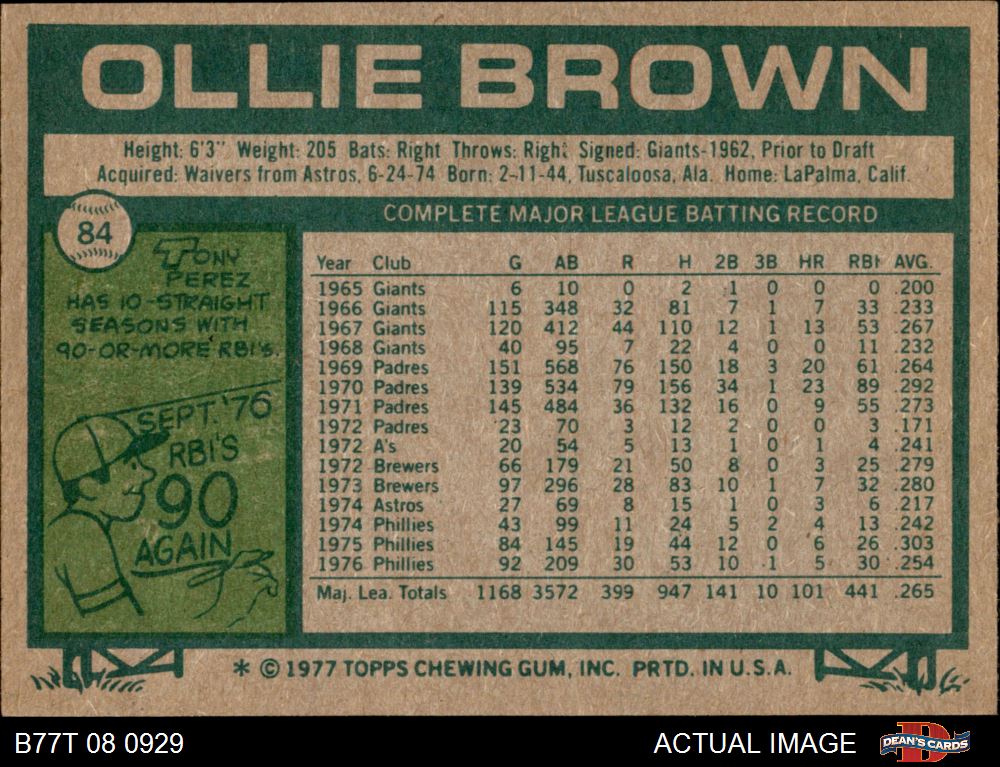 OLLIE BROWN
Height: 6'3" Weight: 205 Bats: Right Throws: Right Signed: Giants-1962, Prior to Draft
Acquired: Waivers from Astros, 6-24-74 Born: 2-11-44, Tuscaloosa, Ala. Home: LaPalma, Calif.
84
TONY
PEREZ
HAS 10-STRAIGHT
SEASONS WITH
90-OR-MORE RBI'S.
SEPT. '76
RBI'S
90
AGAIN
COMPLETE MAJOR LEAGUE BATTING RECORD
Year Club G AB R H 2B 3B HR RBI AVG.
1965 Giants 6 10 0 2 1 0 0 0 .200
1966 Giants 115 348 32 81 7 1 7 33 .233
1967 Giants 120 412 44 110 12 1 13 53 .267
1968 Giants 40 95 7 22 4 0 0 11 .232
1969 Padres 151 568 76 150 18 3 20 61 .264
1970 Padres 139 534 79 156 34 1 23 89 .292
1971 Padres 145 484 36 132 16 0 9 55 .273
1972 Padres 23 70 3 12 2 0 0 3 .171
1972 A's 20 54 5 13 1 0 1 4 .241
1972 Brewers 66 179 21 50 8 0 3 25 .279
1973 Brewers 97 296 28 83 10 1 7 32 .280
1974 Astros 27 69 8 15 1 0 3 6 .217
1974 Phillies 43 99 11 24 5 2 4 13 .242
1975 Phillies 84 145 19 44 12 0 6 26 .303
1976 Phillies 92 209 30 53 10 1 5 30 .254
Maj. Lea. Totals 1168 3572 399 947 141 10 101 441 .265
* © 1977 TOPPS CHEWING GUM, INC. PRTD. IN U.S.A.
B77T 08 0929 ACTUAL IMAGE DEAN'S CARDS